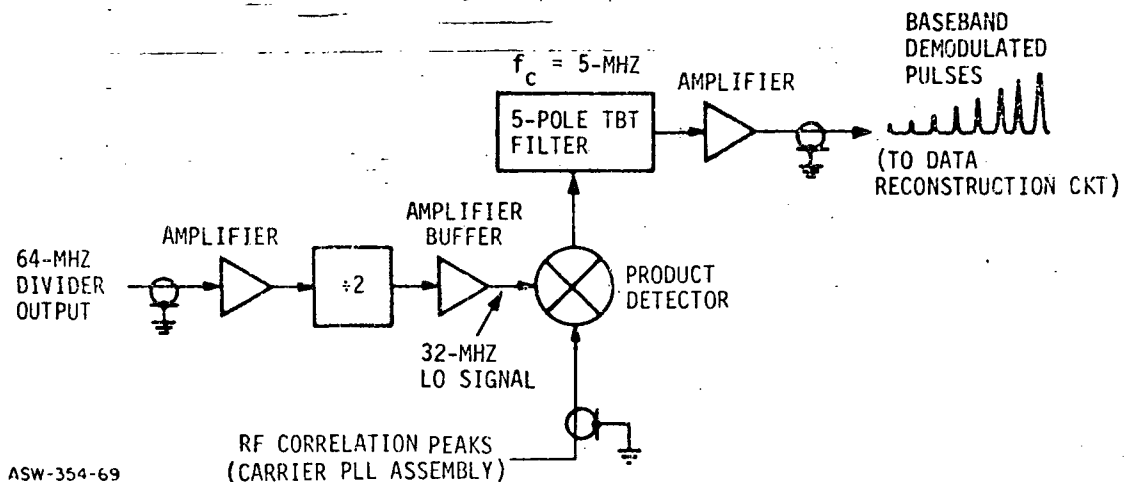 BASEBAND
DEMODULATED
PULSES
f_c = 5-MHZ
AMPLIFIER
5-POLE TBT
FILTER
(TO DATA
RECONSTRUCTION CKT)
AMPLIFIER
BUFFER
AMPLIFIER
64-MHZ
DIVIDER
OUTPUT
÷2
PRODUCT
DETECTOR
32-MHZ
LO SIGNAL
RF CORRELATION PEAKS
(CARRIER PLL ASSEMBLY)
ASW-354-69